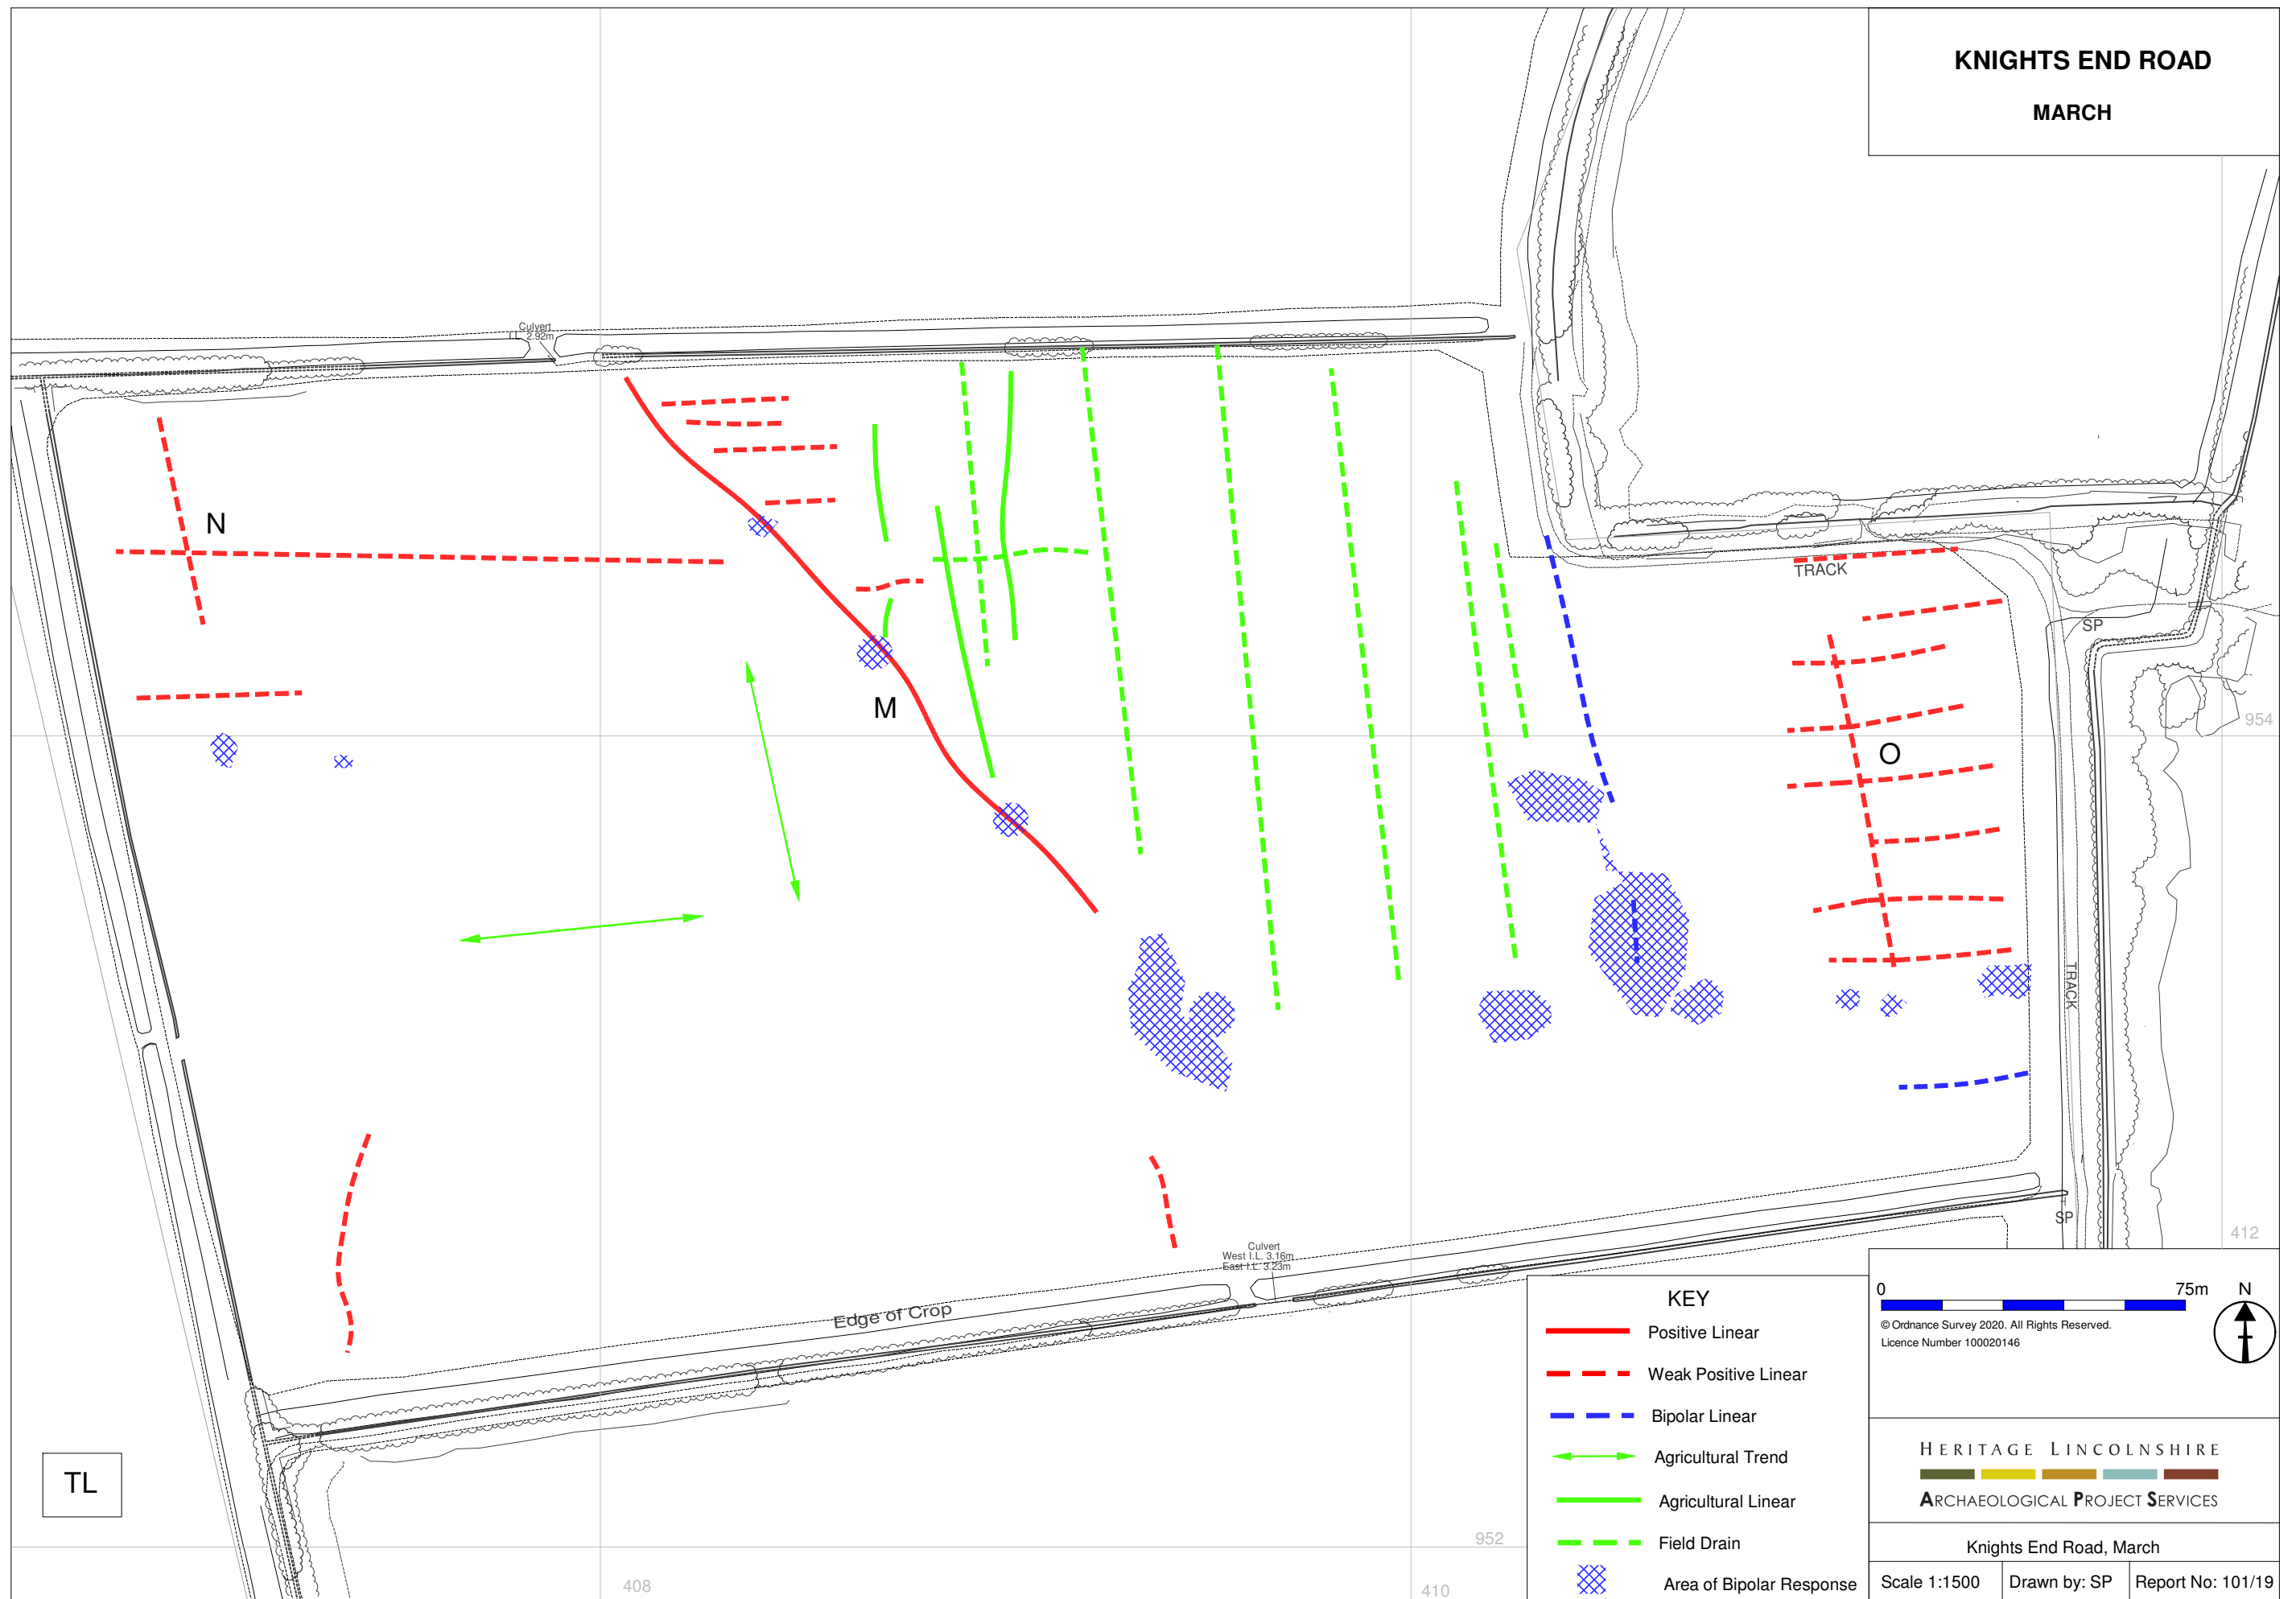 KNIGHTS END ROAD
MARCH
Culvert
I.L. 2.92m
N
TRACK
SP
M
954
O
TRACK
SP
412
Culvert
West I.L. 3.16m
East I.L. 3.23m
Edge of Crop
TL
408
952
410
KEY
Positive Linear
Weak Positive Linear
Bipolar Linear
Agricultural Trend
Agricultural Linear
Field Drain
Area of Bipolar Response
0 75m
N
© Ordnance Survey 2020. All Rights Reserved.
Licence Number 100020146
HERITAGE LINCOLNSHIRE
ARCHAEOLOGICAL PROJECT SERVICES
Knights End Road, March
Scale 1:1500
Drawn by: SP
Report No: 101/19